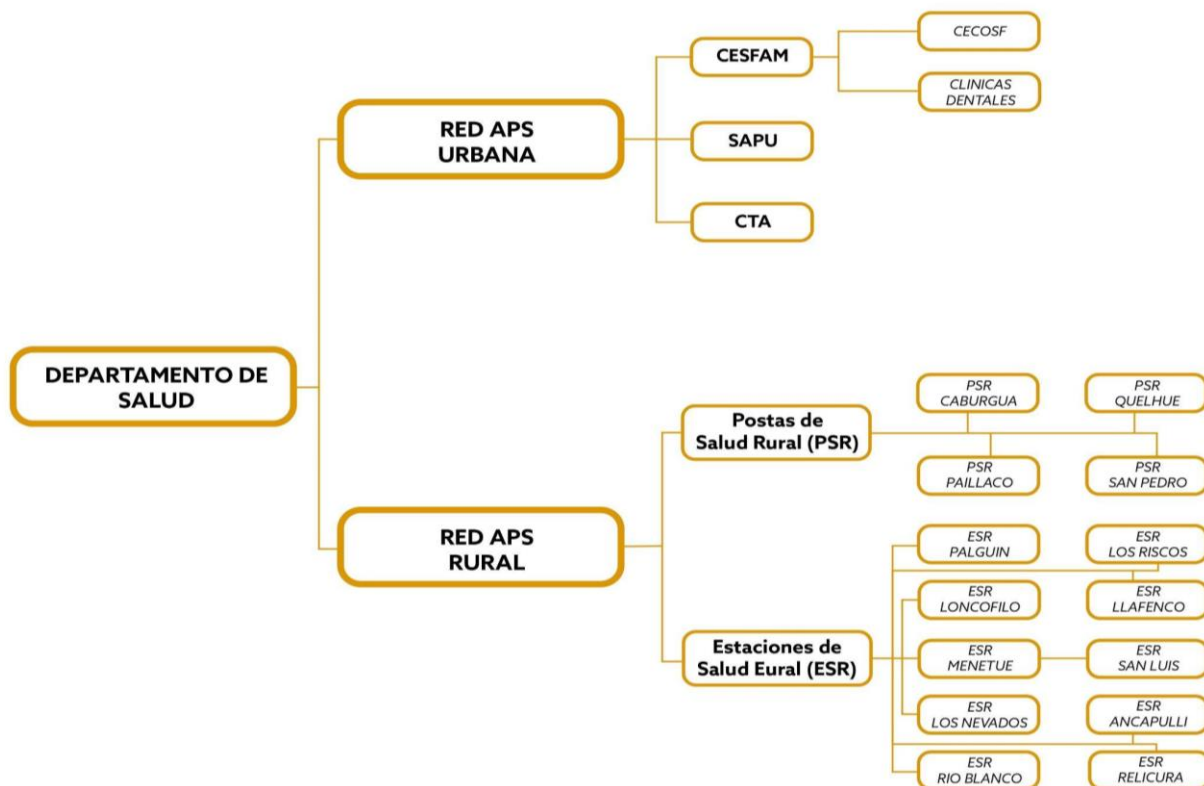 CECOSF
CESFAM
CLINICAS
DENTALES
RED APS
URBANA
SAPU
CTA
DEPARTAMENTO DE
SALUD
PSR
CABURGUA
PSR
QUELHUE
Postas de
Salud Rural (PSR)
PSR
PAILLACO
PSR
SAN PEDRO
RED APS
RURAL
ESR
PALGUIN
ESR
LOS RISCOS
ESR
LONCOFILO
ESR
LLAFENCO
Estaciones de
Salud Eural (ESR)
ESR
MENETUE
ESR
SAN LUIS
ESR
LOS NEVADOS
ESR
ANCAPULLI
ESR
RIO BLANCO
ESR
RELICURA